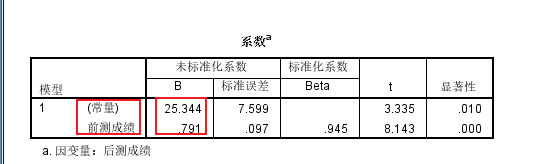 系数a
模型 未标准化系数 标准化系数 t 显著性
B 标准误差 Beta
1 (常量) 25.344 7.599 3.335 .010
前测成绩 .791 .097 .945 8.143 .000
a. 因变量：后测成绩